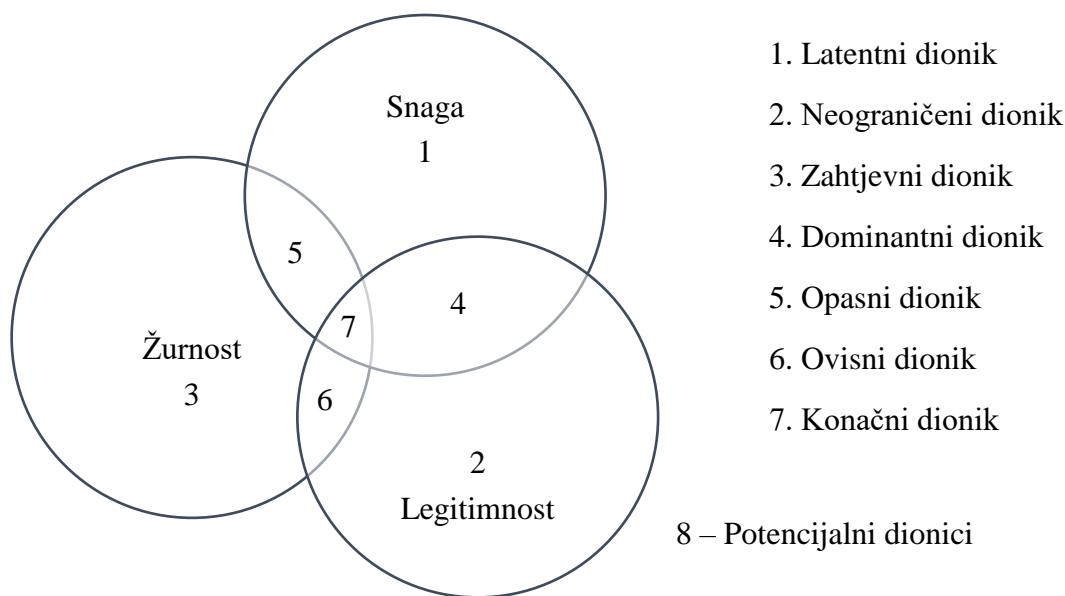 Snaga
1
5
4
7
Žurnost
3
6
2
Legitimnost
1. Latentni dionik
2. Neograničeni dionik
3. Zahtjevni dionik
4. Dominantni dionik
5. Opasni dionik
6. Ovisni dionik
7. Konačni dionik
8 – Potencijalni dionici